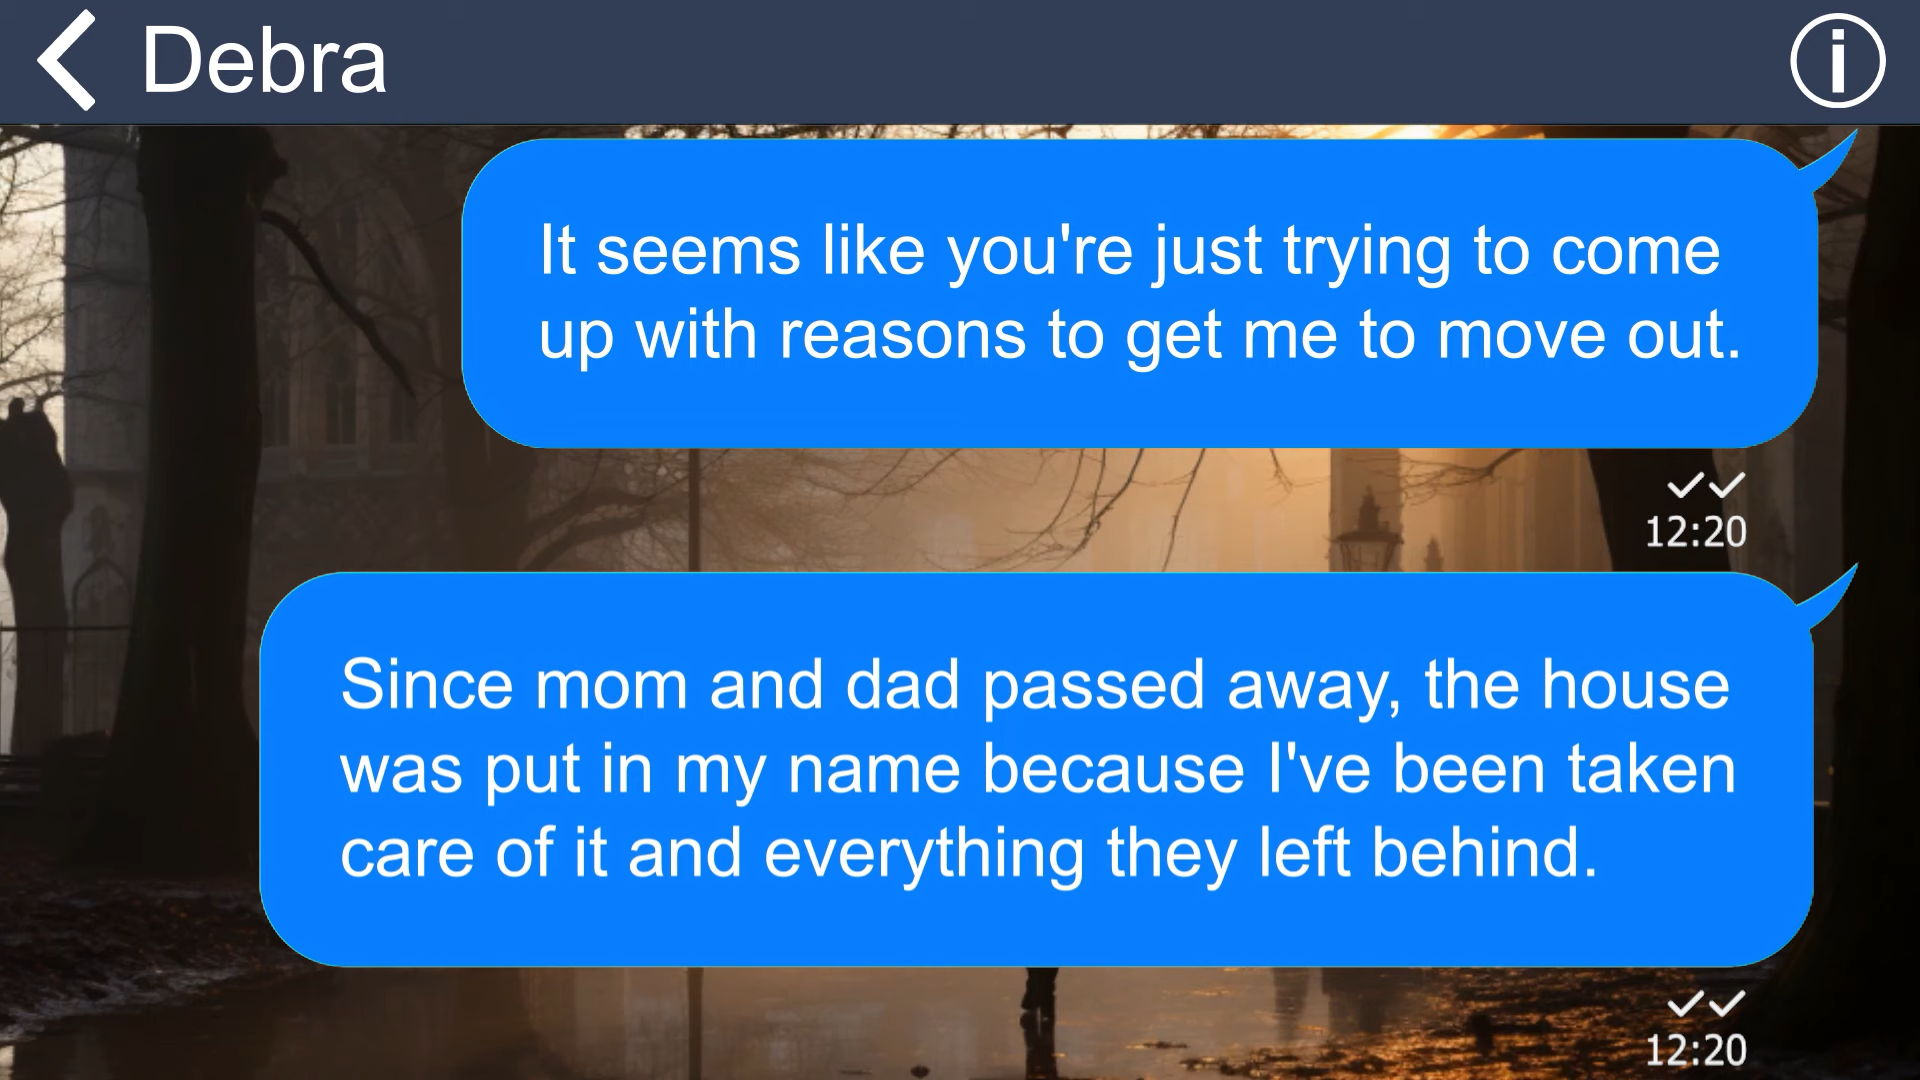 Debra
It seems like you're just trying to come
up with reasons to get me to move out.
12:20
Since mom and dad passed away, the house
was put in my name because I've been taken
care of it and everything they left behind.
12:20